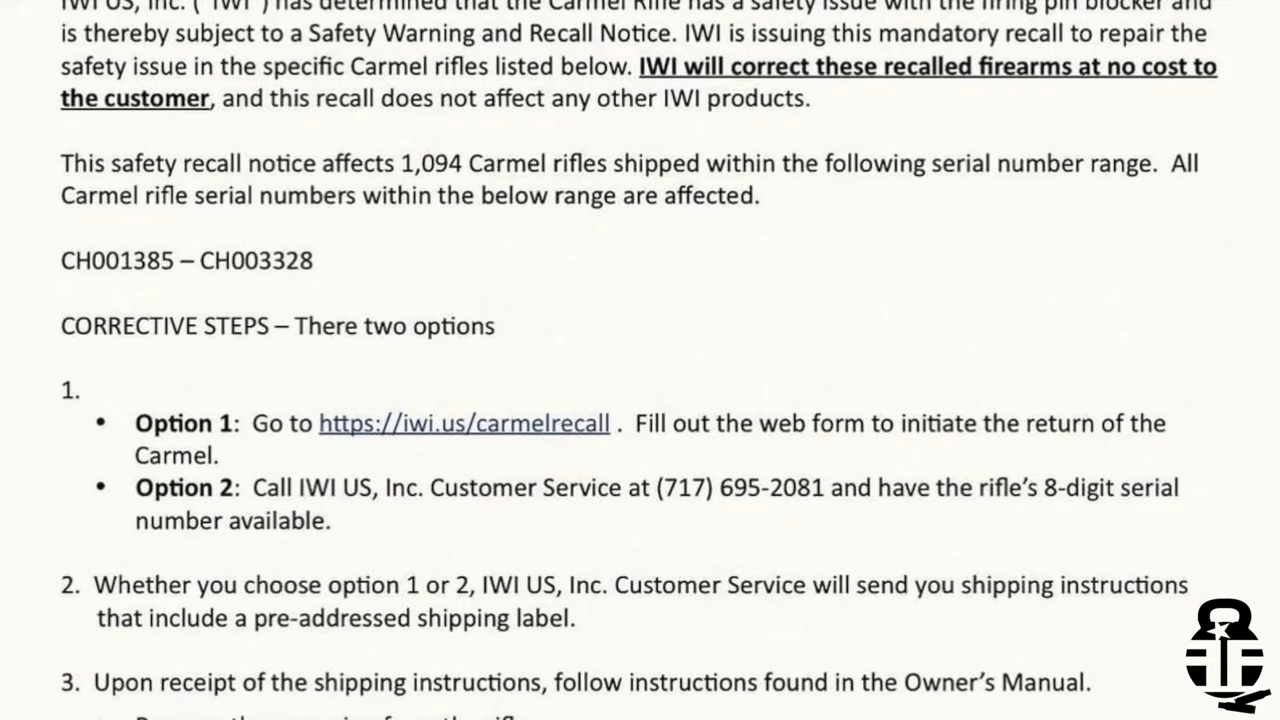 IWI US, Inc. ("IWI") has determined that the Carmel Rifle has a safety issue with the firing pin blocker and
is thereby subject to a Safety Warning and Recall Notice. IWI is issuing this mandatory recall to repair the
safety issue in the specific Carmel rifles listed below. IWI will correct these recalled firearms at no cost to
the customer, and this recall does not affect any other IWI products.
This safety recall notice affects 1,094 Carmel rifles shipped within the following serial number range. All
Carmel rifle serial numbers within the below range are affected.
CH001385 – CH003328
CORRECTIVE STEPS – There two options
1.
• Option 1: Go to https://iwi.us/carmelrecall . Fill out the web form to initiate the return of the
Carmel.
• Option 2: Call IWI US, Inc. Customer Service at (717) 695-2081 and have the rifle's 8-digit serial
number available.
2. Whether you choose option 1 or 2, IWI US, Inc. Customer Service will send you shipping instructions
that include a pre-addressed shipping label.
3. Upon receipt of the shipping instructions, follow instructions found in the Owner's Manual.